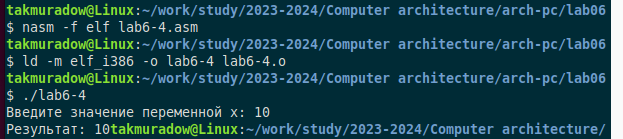 takmuradow@Linux:~/work/study/2023-2024/Computer architecture/arch-pc/lab06
$ nasm -f elf lab6-4.asm
takmuradow@Linux:~/work/study/2023-2024/Computer architecture/arch-pc/lab06
$ ld -m elf_i386 -o lab6-4 lab6-4.o
takmuradow@Linux:~/work/study/2023-2024/Computer architecture/arch-pc/lab06
$ ./lab6-4
Введите значение переменной х: 10
Результат: 10takmuradow@Linux:~/work/study/2023-2024/Computer architecture/